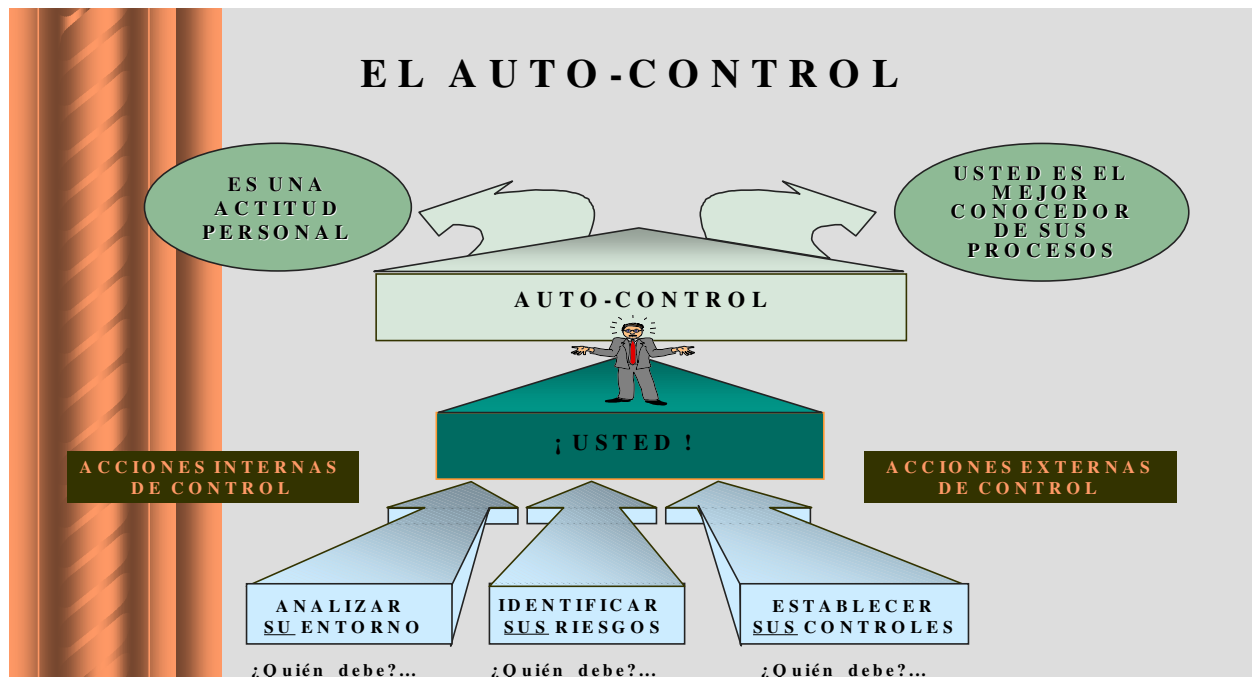 EL AUTO-CONTROL
ES UNA
ACTITUD
PERSONAL
USTED ES EL
MEJOR
CONOCEDOR
DE SUS
PROCESOS
AUTO-CONTROL
¡USTED!
ACCIONES INTERNAS
DE CONTROL
ACCIONES EXTERNAS
DE CONTROL
ANALIZAR
SU ENTORNO
IDENTIFICAR
SUS RIESGOS
ESTABLECER
SUS CONTROLES
¿Quién debe?...
¿Quién debe?...
¿Quién debe?...